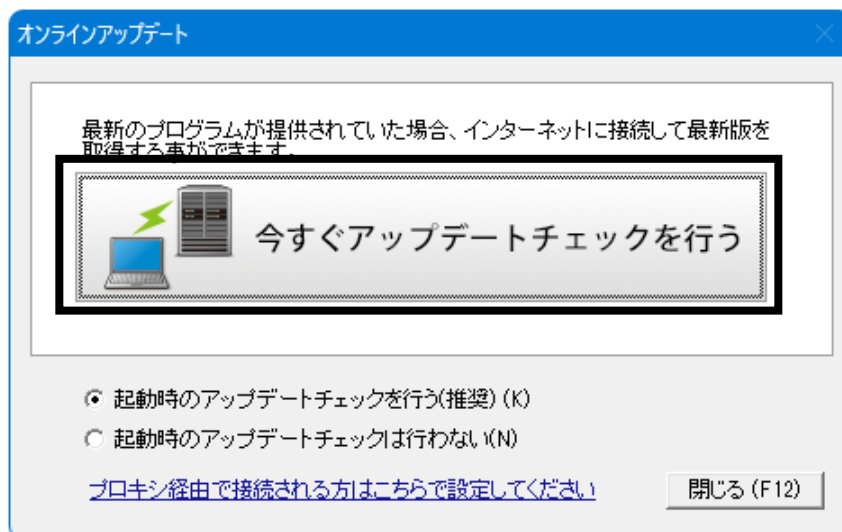 オンラインアップデート
最新のプログラムが提供されていた場合、インターネットに接続して最新版を
取得する事ができます。
今すぐアップデートチェックを行う
起動時のアップデートチェックを行う(推奨)(K)
起動時のアップデートチェックは行わない(N)
プロキシ経由で接続される方はこちらで設定してください
閉じる(F12)